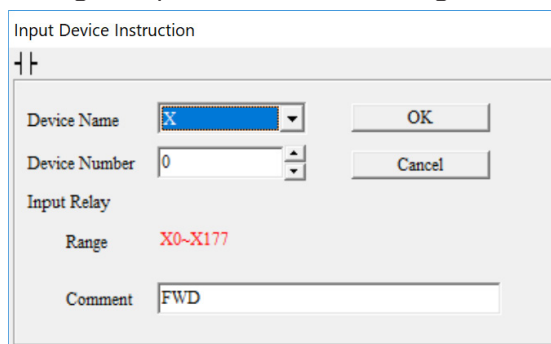 Input Device Instruction
Device Name X OK
Device Number 0 Cancel
Input Relay
Range X0~X177
Comment FWD